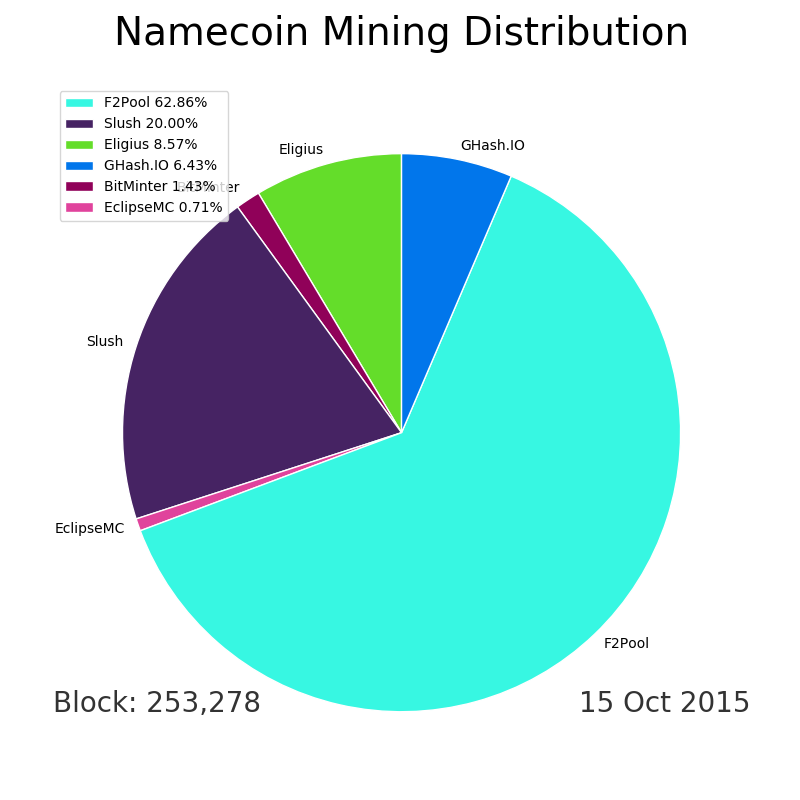 Namecoin Mining Distribution
F2Pool 62.86%
Slush 20.00%
Eligius 8.57%
GHash.IO 6.43%
BitMinter 1.43%
EclipseMC 0.71%
GHash.IO
Eligius
BitMinter
Slush
EclipseMC
F2Pool
Block: 253,278
15 Oct 2015